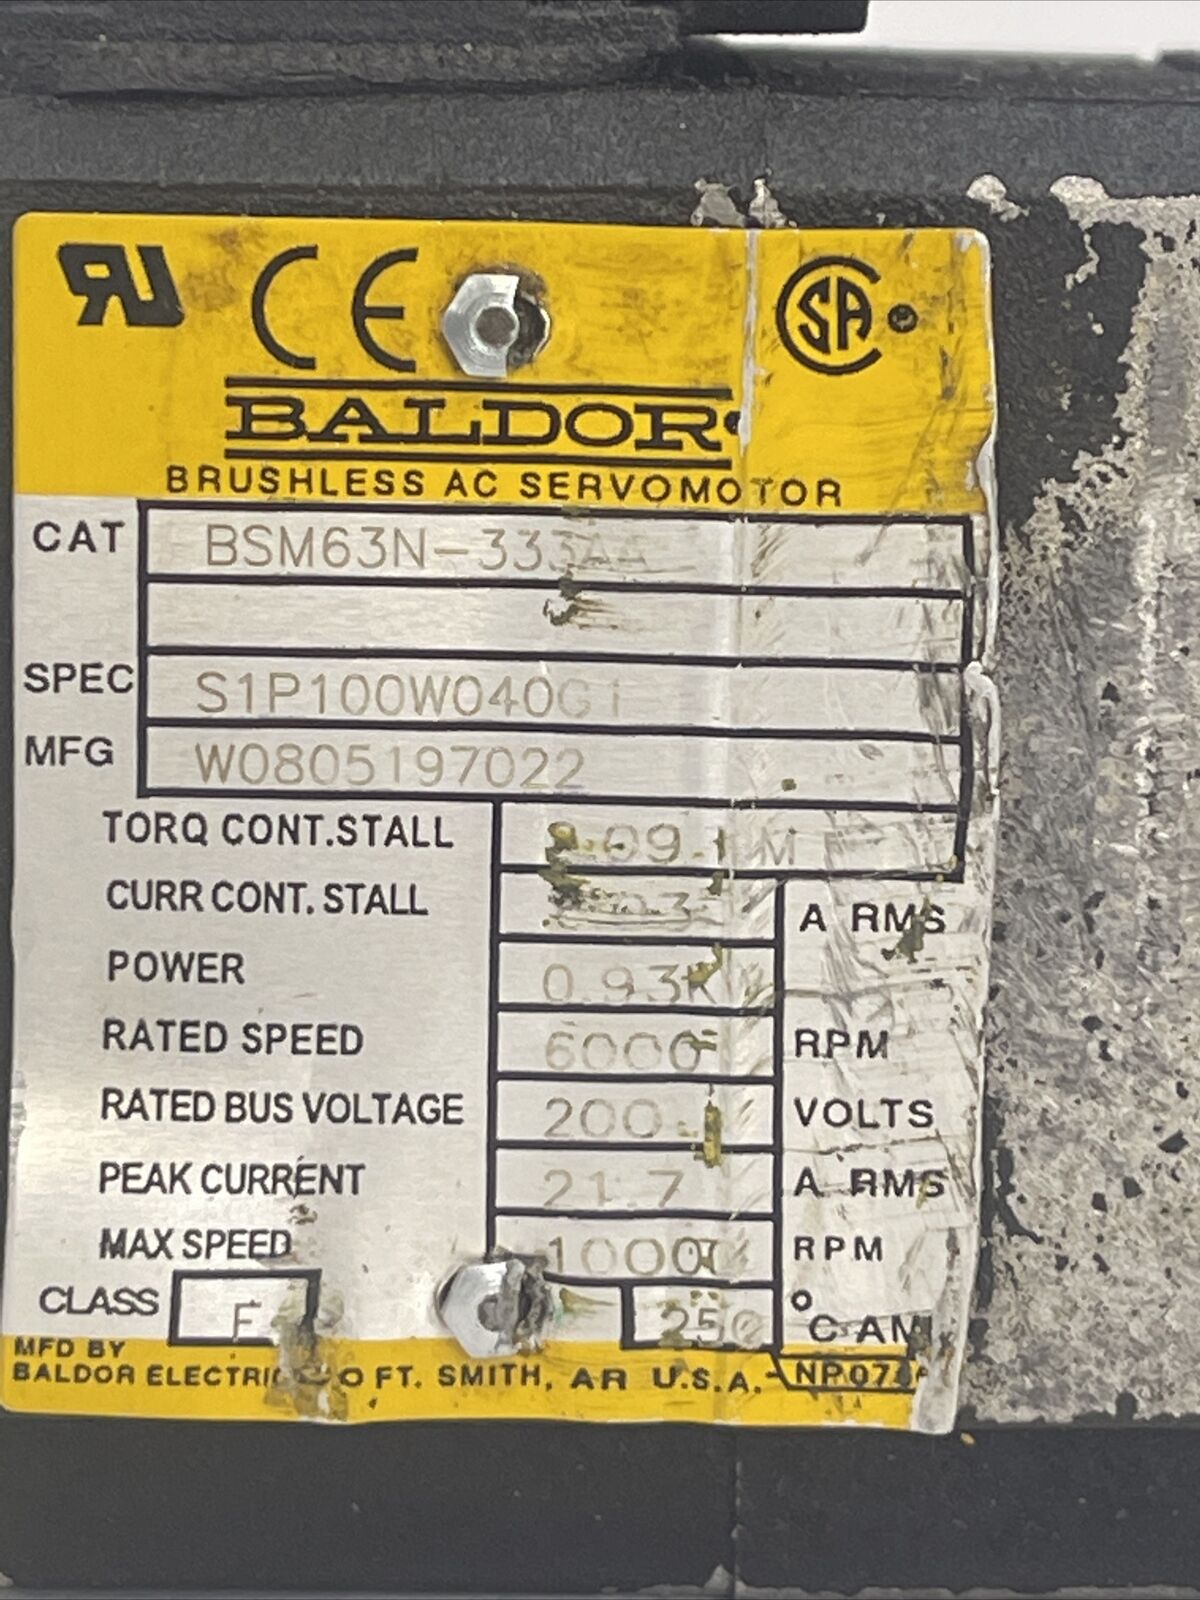 CE
BALDOR
BRUSHLESS AC SERVOMOTOR
CAT BSM63N-333AA
SPEC S1P100W040G1
MFG W0805197022
TORQ CONT.STALL
CURR CONT. STALL A RMS
POWER
RATED SPEED 6000 RPM
RATED BUS VOLTAGE 200 VOLTS
PEAK CURRENT 21.7 A RMS
MAX SPEED RPM
CLASS F °C
MFD BY
BALDOR ELECTRIC CO FT. SMITH, AR U.S.A.